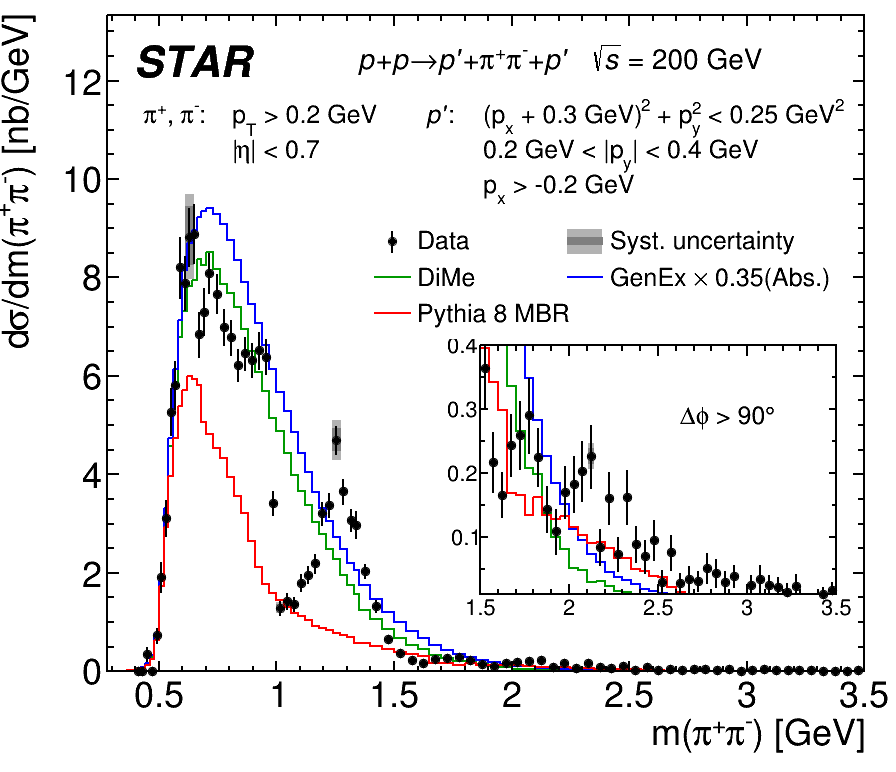 STAR p+p→p′+π⁺π⁻+p′ √s = 200 GeV
π⁺, π⁻: p_T > 0.2 GeV p′: (p_x + 0.3 GeV)² + p_y² < 0.25 GeV²
|η| < 0.7 0.2 GeV < |p_y| < 0.4 GeV
p_x > -0.2 GeV
Data Syst. uncertainty
DiMe GenEx × 0.35(Abs.)
Pythia 8 MBR
Δϕ > 90°
0.4
0.3
0.2
0.1
1.5 2 2.5 3 3.5
dσ/dm(π⁺π⁻) [nb/GeV]
12
10
8
6
4
2
0
0.5 1 1.5 2 2.5 3 3.5
m(π⁺π⁻) [GeV]